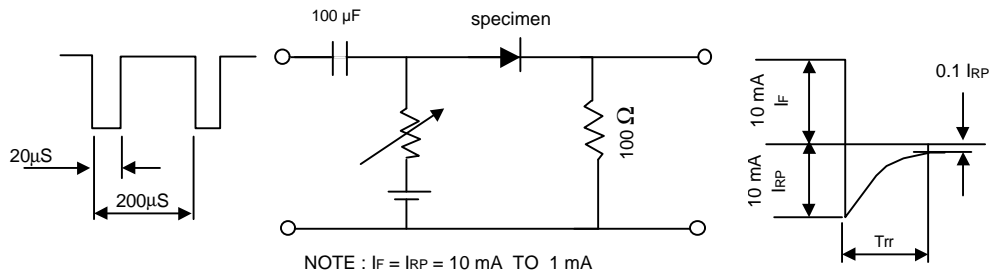 100 µF
specimen
20µS
200µS
100 Ω
10 mA
IF
10 mA
IRP
0.1 IRP
Trr
NOTE : IF = IRP = 10 mA TO 1 mA